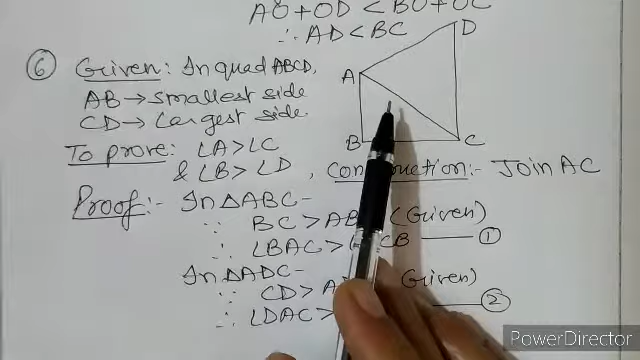 AO + OD < BO + OC
∴ AD < BC
⑥ Given: In quad ABCD,
AB → smallest side
CD → Largest side.
To prove: ∠A > ∠C
& ∠B > ∠D, Construction:- Join AC
Proof:- In △ABC-
∵ BC > AB (Given)
∴ ∠BAC > ∠ACB — ①
In △ADC-
∵ CD > A Given)
∴ ∠DAC > — ②
A
B
C
D
PowerDirector